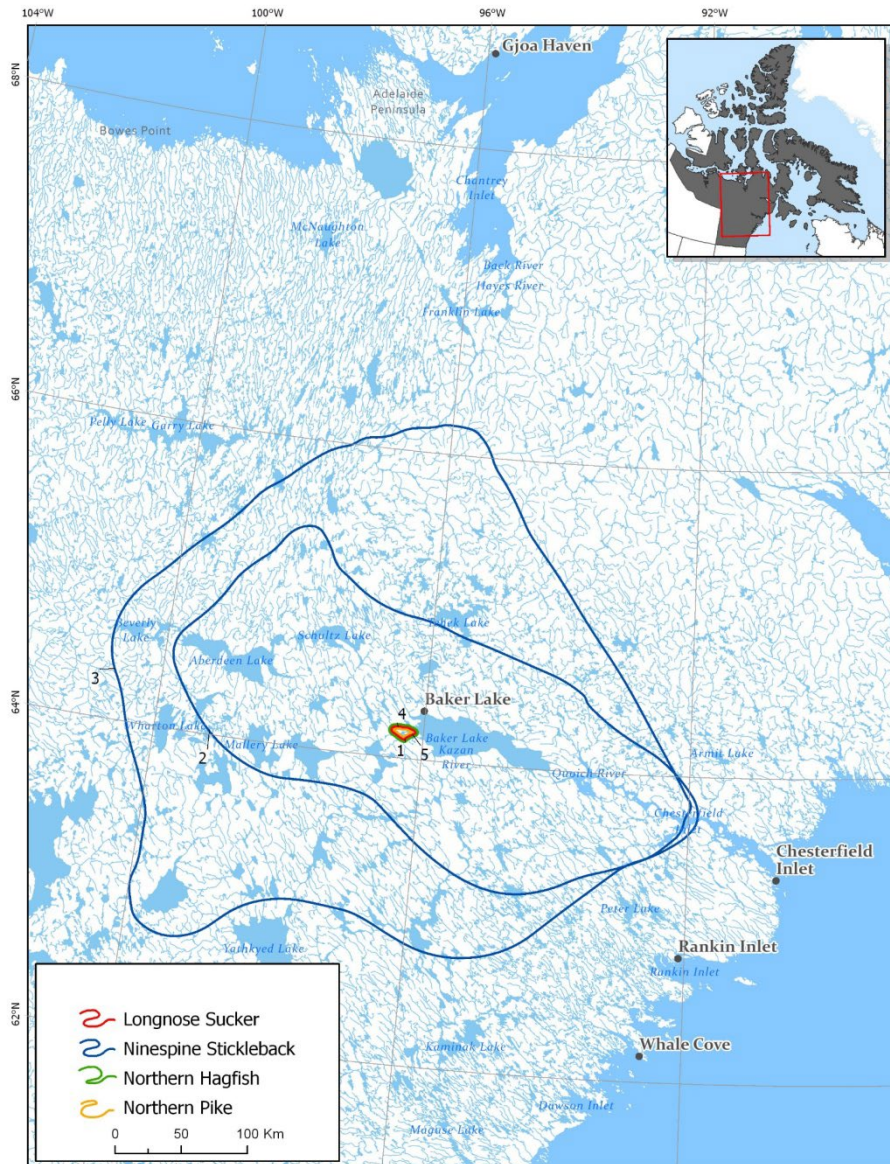 104°W
100°W
96°W
92°W
68°N
66°N
64°N
62°N
Gjoa Haven
Adelaide
Peninsula
Bowes Point
Chantrey
Inlet
McNaughton
Lake
Back River
Hayes River
Franklin Lake
Pelly Lake
Garry Lake
Beverly
Lake
Schultz Lake
Tehek Lake
Aberdeen Lake
3
Baker Lake
4
Wharton Lake
Mallery Lake
2
1
5
Baker Lake
Kazan
River
Armit Lake
Quoich River
Chesterfield
Inlet
Chesterfield
Inlet
Peter Lake
Yathkyed Lake
Rankin Inlet
Rankin Inlet
Kaminak Lake
Whale Cove
Dawson Inlet
Maguse Lake
Longnose Sucker
Ninespine Stickleback
Northern Hagfish
Northern Pike
0 50 100 Km